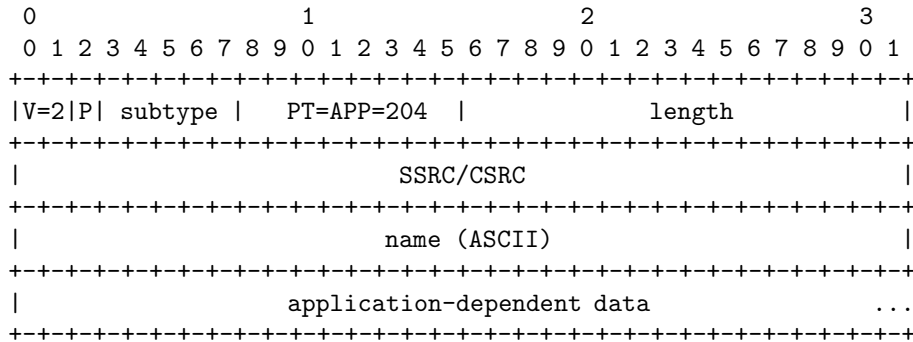 0                   1                   2                   3
 0 1 2 3 4 5 6 7 8 9 0 1 2 3 4 5 6 7 8 9 0 1 2 3 4 5 6 7 8 9 0 1
+-+-+-+-+-+-+-+-+-+-+-+-+-+-+-+-+-+-+-+-+-+-+-+-+-+-+-+-+-+-+-+-+
|V=2|P| subtype |   PT=APP=204  |             length            |
+-+-+-+-+-+-+-+-+-+-+-+-+-+-+-+-+-+-+-+-+-+-+-+-+-+-+-+-+-+-+-+-+
|                           SSRC/CSRC                           |
+-+-+-+-+-+-+-+-+-+-+-+-+-+-+-+-+-+-+-+-+-+-+-+-+-+-+-+-+-+-+-+-+
|                          name (ASCII)                         |
+-+-+-+-+-+-+-+-+-+-+-+-+-+-+-+-+-+-+-+-+-+-+-+-+-+-+-+-+-+-+-+-+
|                   application-dependent data                ...
+-+-+-+-+-+-+-+-+-+-+-+-+-+-+-+-+-+-+-+-+-+-+-+-+-+-+-+-+-+-+-+-+